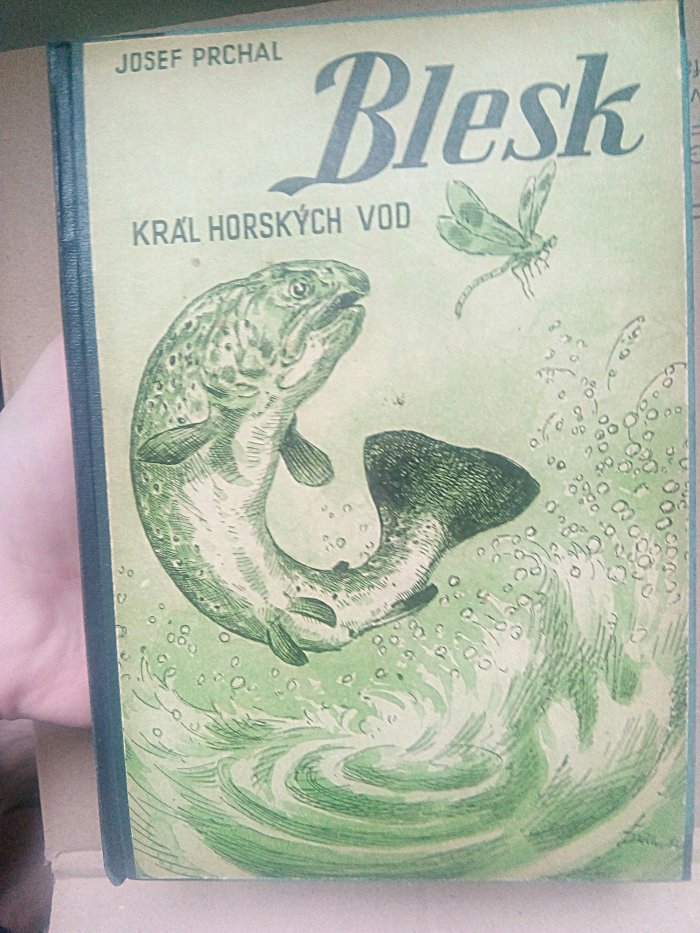 JOSEF PRCHAL
Blesk
KRÁL HORSKÝCH VOD